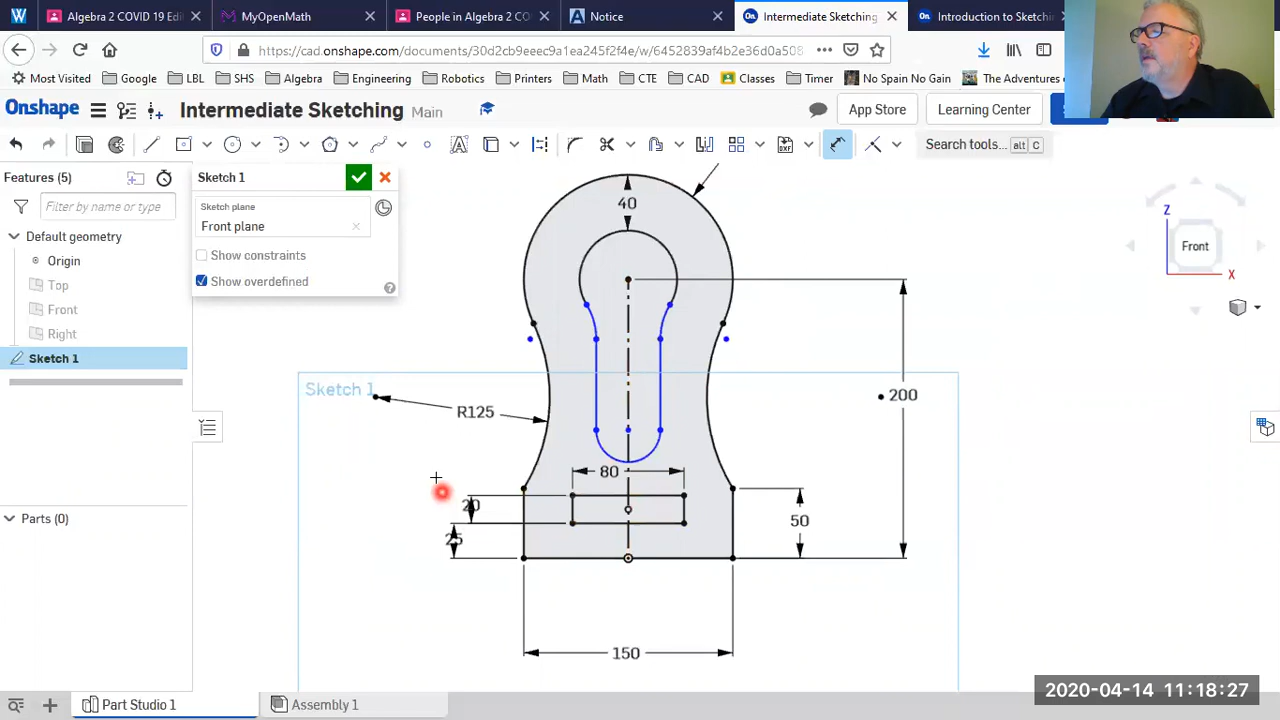 Algebra 2 COVID 19 Edi
MyOpenMath
People in Algebra 2 CO
Notice
Intermediate Sketching
Introduction to Sketchi
https://cad.onshape.com/documents/30d2cb9eeec9a1ea245f2f4e/w/6452839af4b2e36d0a508
Most Visited
Google
LBL
SHS
Algebra
Engineering
Robotics
Printers
Math
CTE
CAD
Classes
Timer
No Spain No Gain
The Adventures
Onshape
Intermediate Sketching
Main
App Store
Learning Center
Search tools...
alt
C
Features (5)
Filter by name or type
Default geometry
Origin
Top
Front
Right
Sketch 1
Parts (0)
Sketch 1
Sketch plane
Front plane
Show constraints
Show overdefined
Sketch 1
40
R125
200
80
20
25
50
150
Z
Front
X
Part Studio 1
Assembly 1
2020-04-14 11:18:27